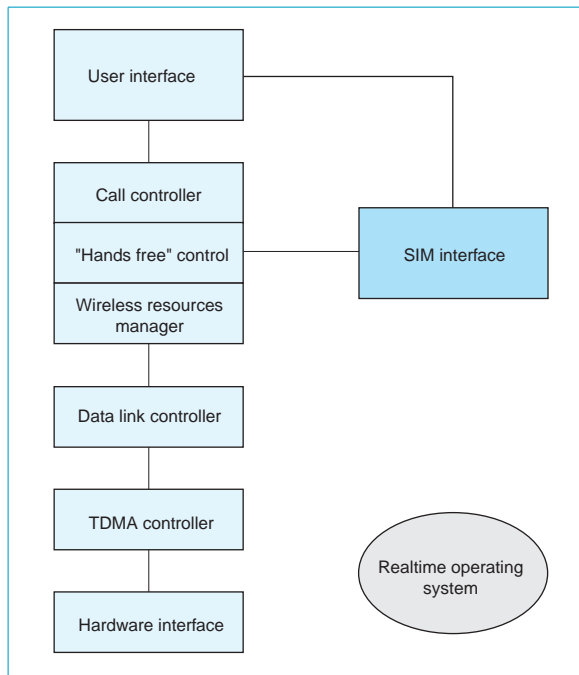 User interface
Call controller
"Hands free" control
SIM interface
Wireless resources
manager
Data link controller
TDMA controller
Realtime operating
system
Hardware interface